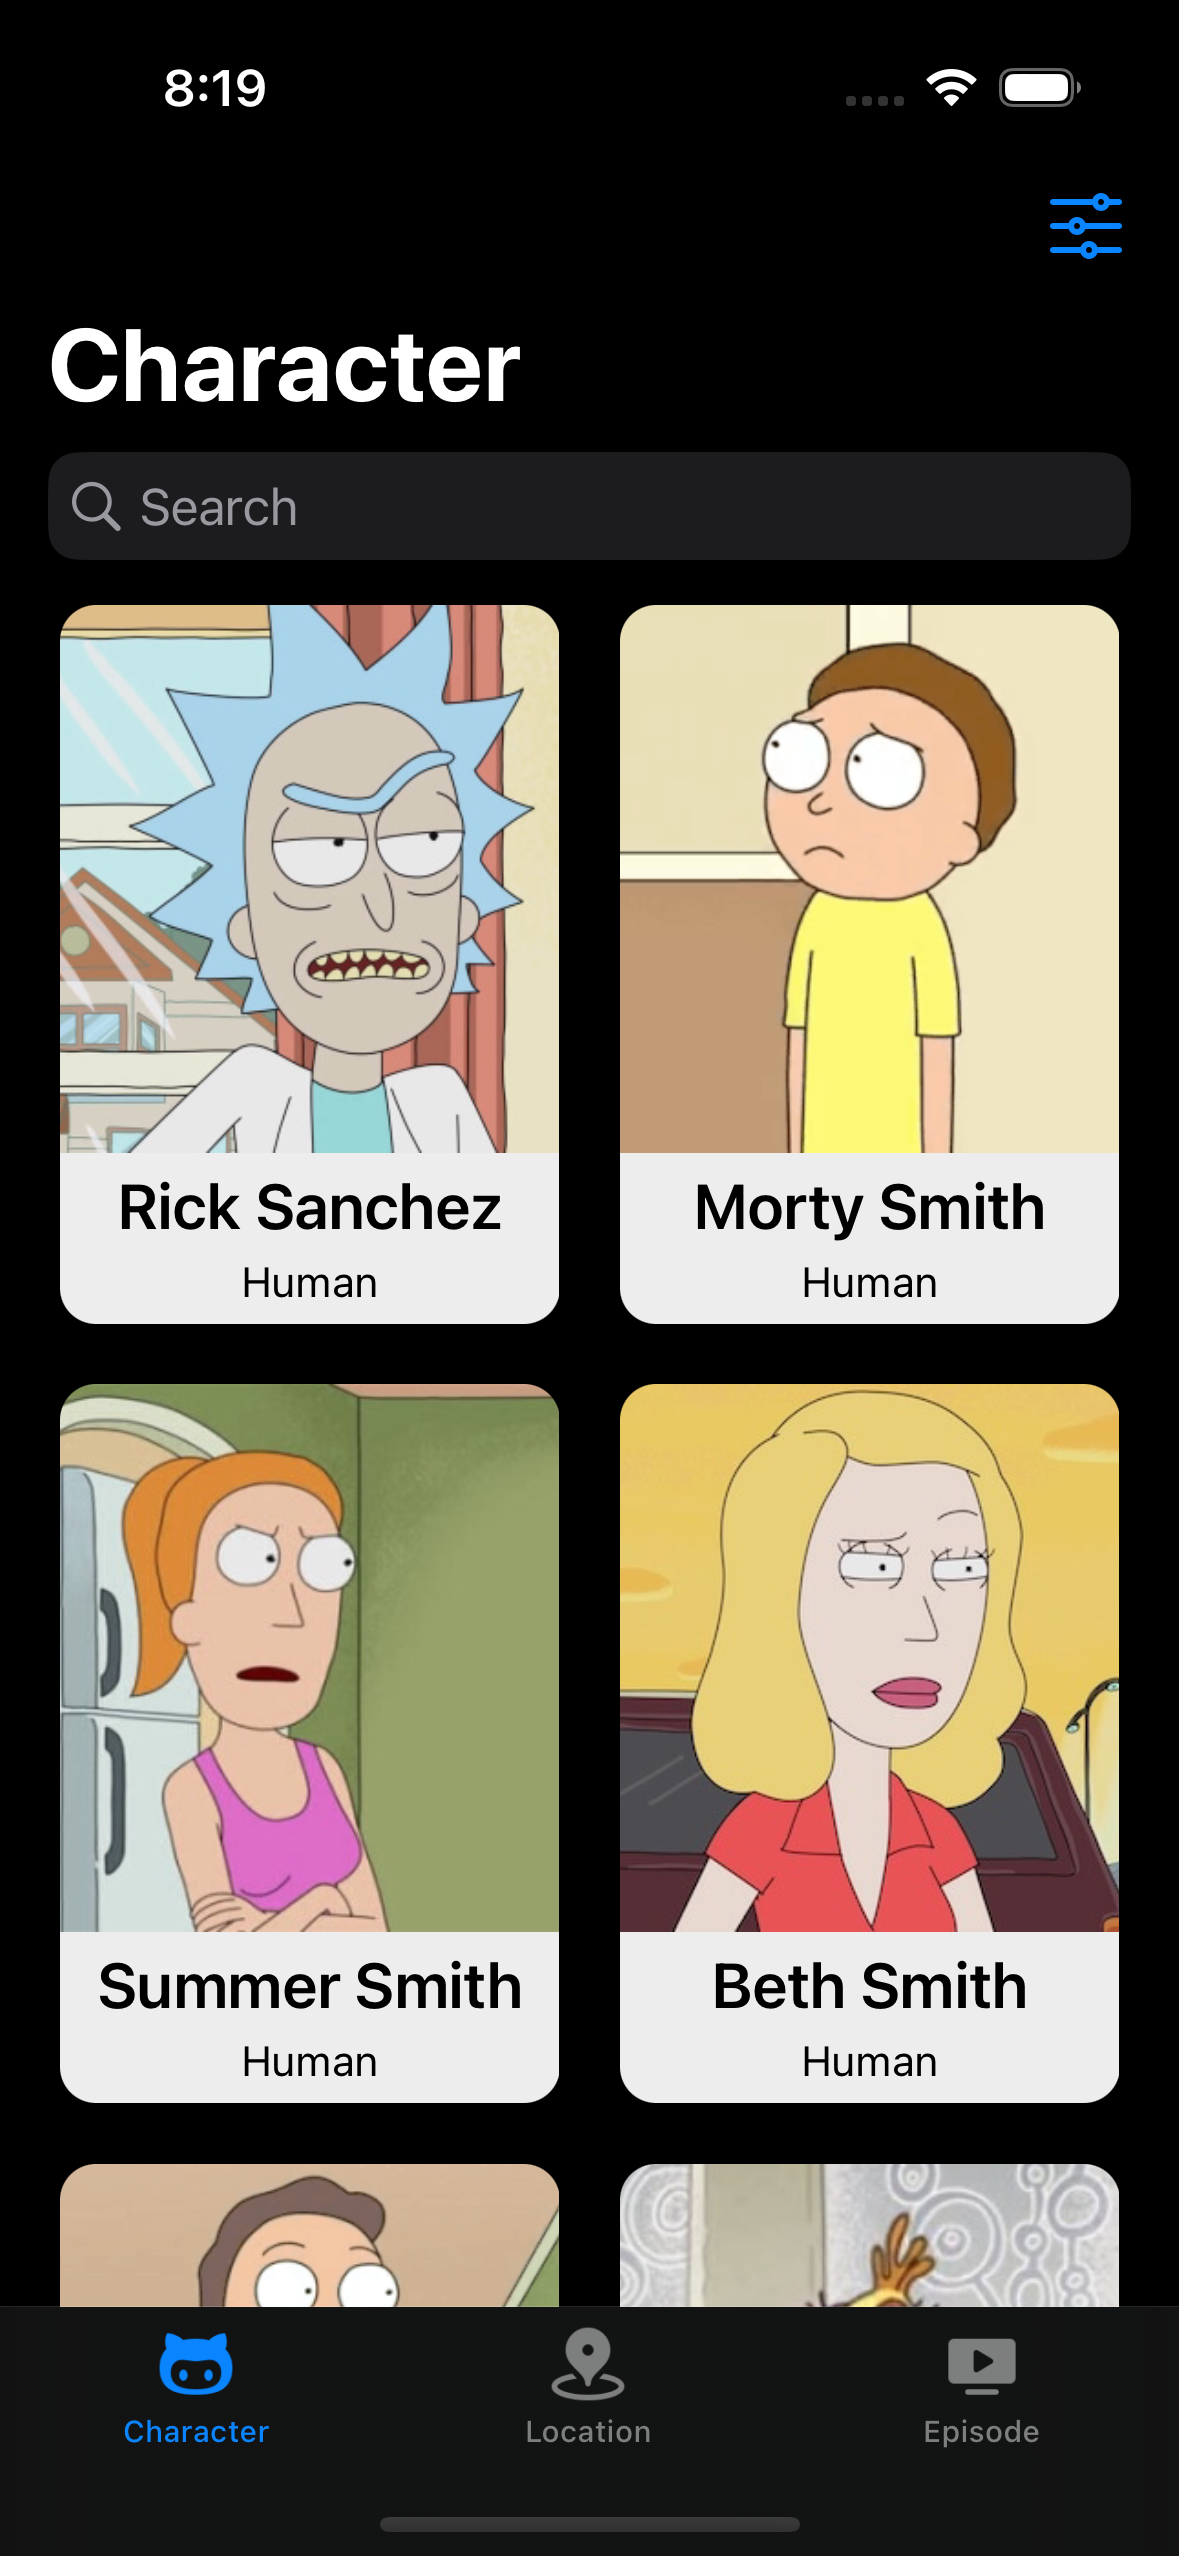 8:19
Character
Search
Rick Sanchez
Human
Morty Smith
Human
Summer Smith
Human
Beth Smith
Human
Character
Location
Episode